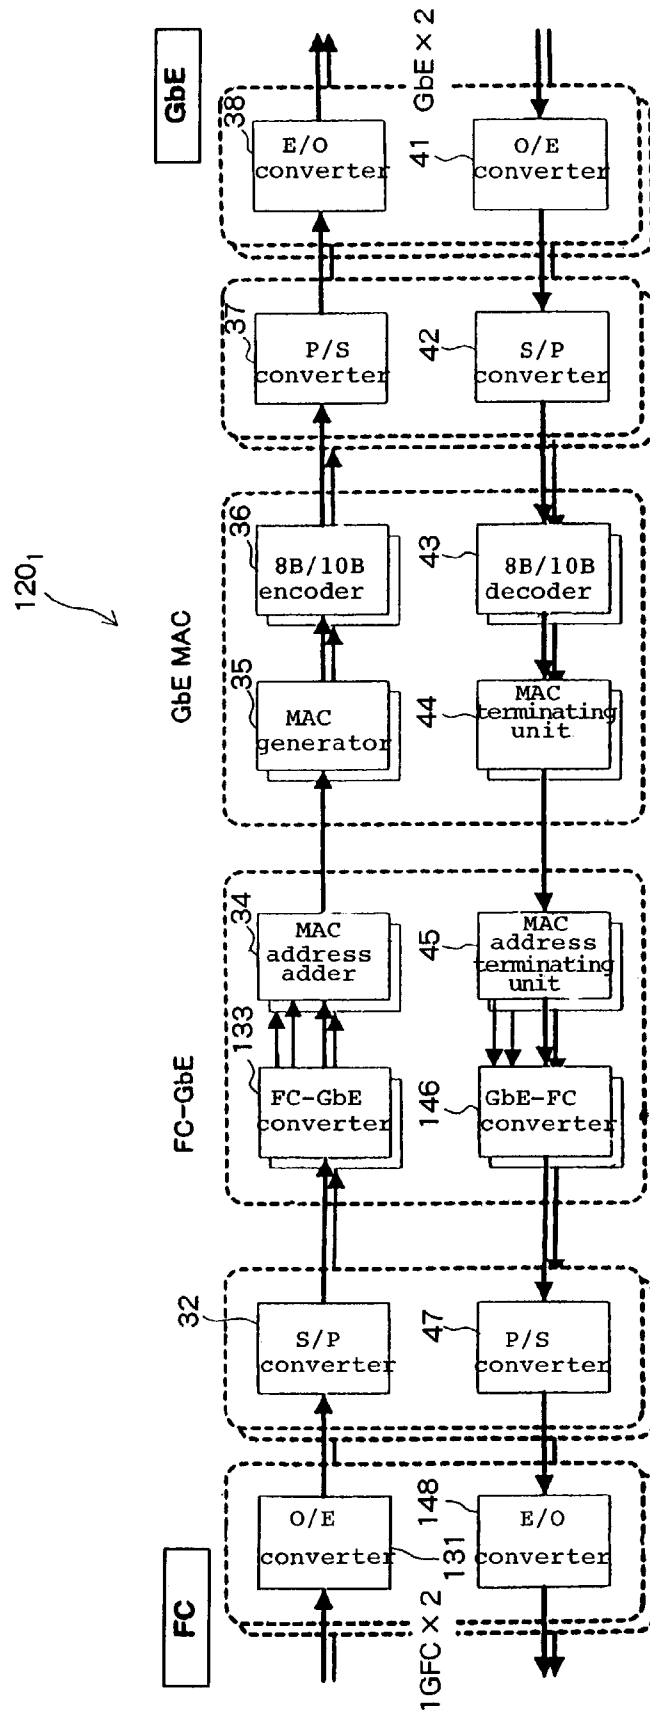 120₁
FC
FC-GbE
GbE MAC
GbE
O/E
converter
131
32
S/P
converter
133
FC-GbE
converter
34
MAC
address
adder
35
MAC
generator
36
8B/10B
encoder
37
P/S
converter
38
E/O
converter
1GFC × 2
148
E/O
converter
47
P/S
converter
146
GbE-FC
converter
45
MAC
address
terminating
unit
44
MAC
terminating
unit
43
8B/10B
decoder
42
S/P
converter
41
O/E
converter
GbE × 2